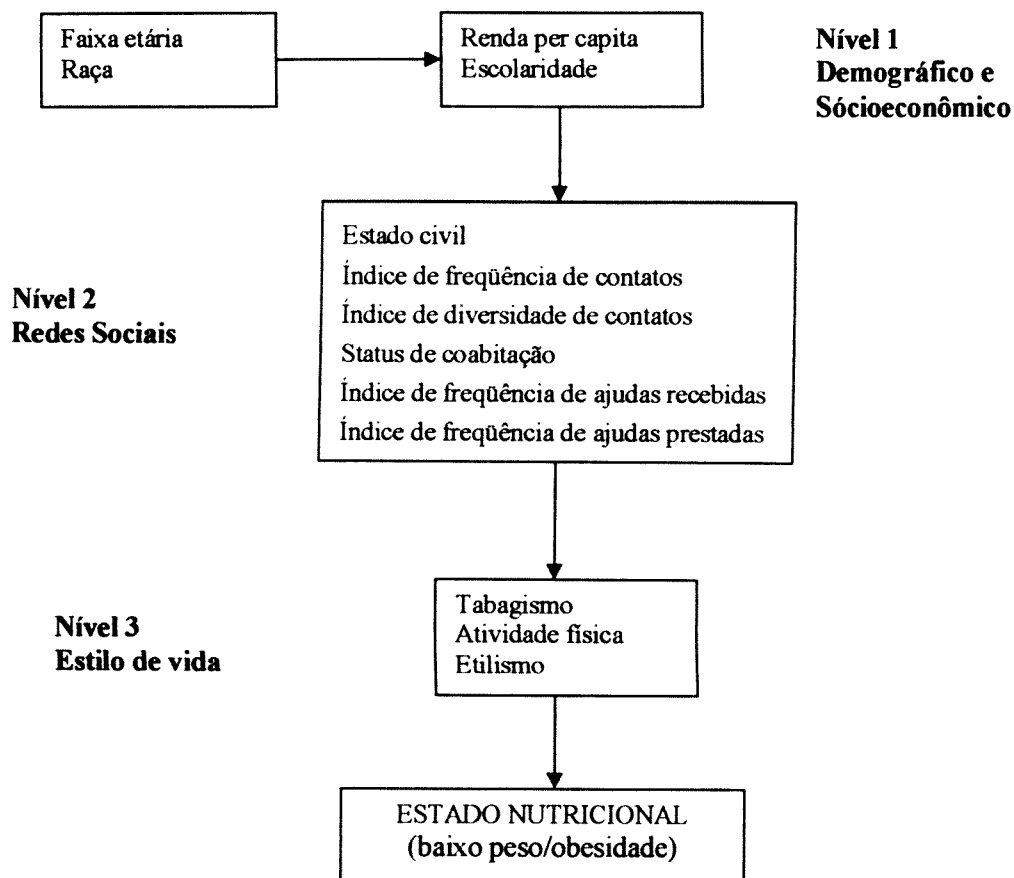 Faixa etária
Raça
Renda per capita
Escolaridade
Nível 1
Demográfico e
Sócioeconômico
Estado civil
Índice de freqüência de contatos
Índice de diversidade de contatos
Status de coabitação
Índice de freqüência de ajudas recebidas
Índice de freqüência de ajudas prestadas
Nível 2
Redes Sociais
Tabagismo
Atividade física
Etilismo
Nível 3
Estilo de vida
ESTADO NUTRICIONAL
(baixo peso/obesidade)